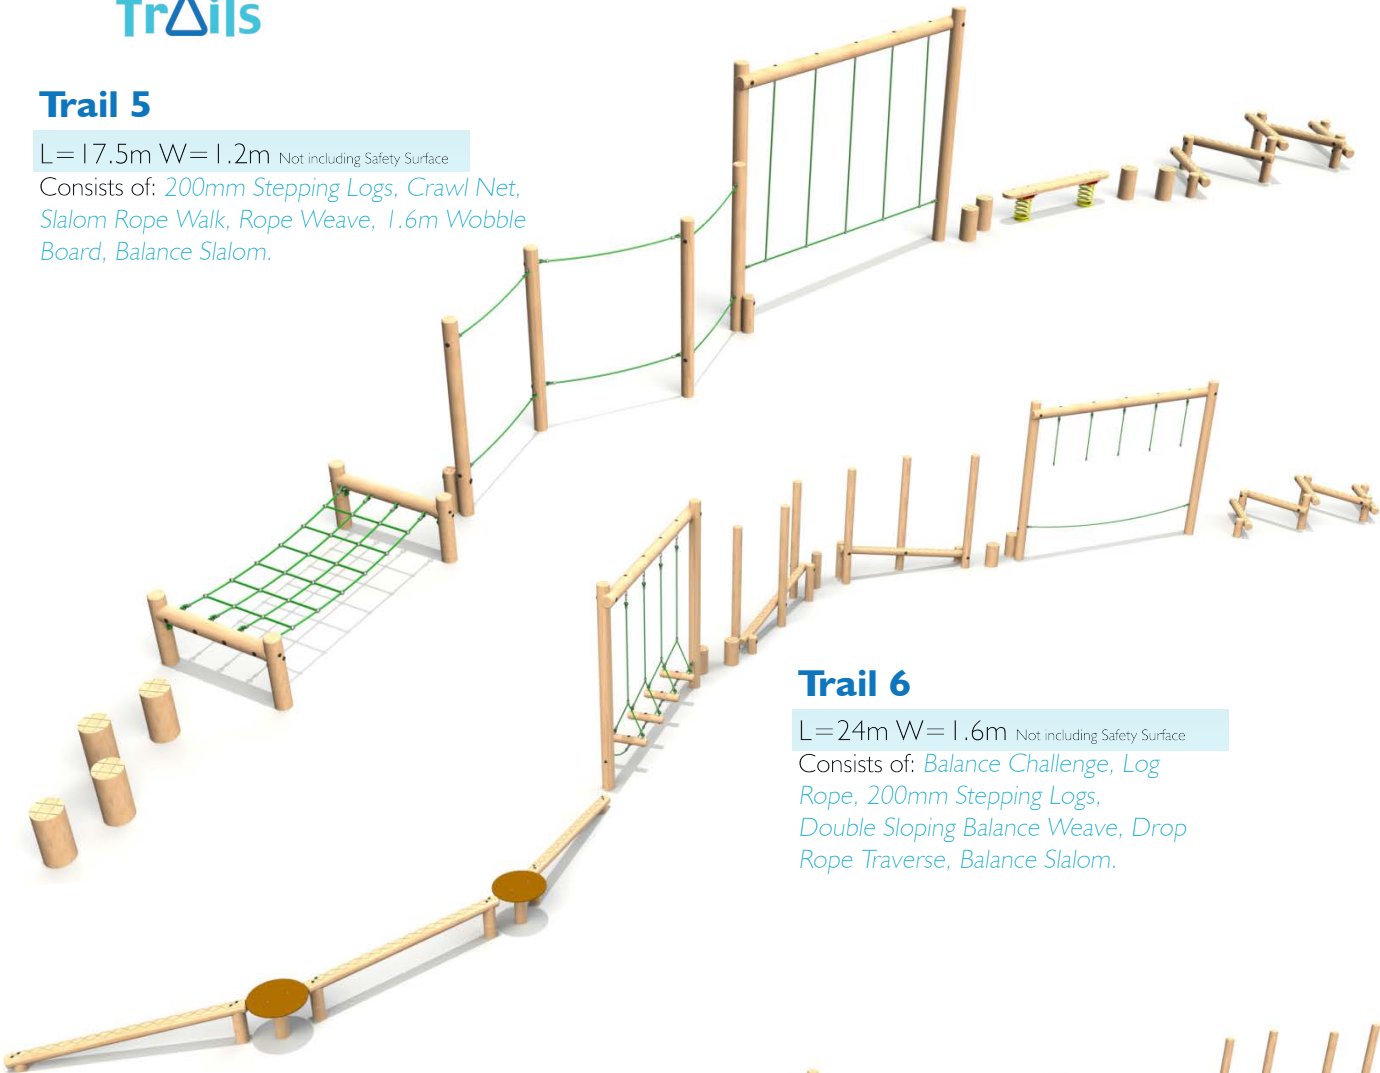 Trails
Trail 5
L=17.5m W=1.2m Not including Safety Surface
Consists of: 200mm Stepping Logs, Crawl Net,
Slalom Rope Walk, Rope Weave, 1.6m Wobble
Board, Balance Slalom.
Trail 6
L=24m W=1.6m Not including Safety Surface
Consists of: Balance Challenge, Log
Rope, 200mm Stepping Logs,
Double Sloping Balance Weave, Drop
Rope Traverse, Balance Slalom.